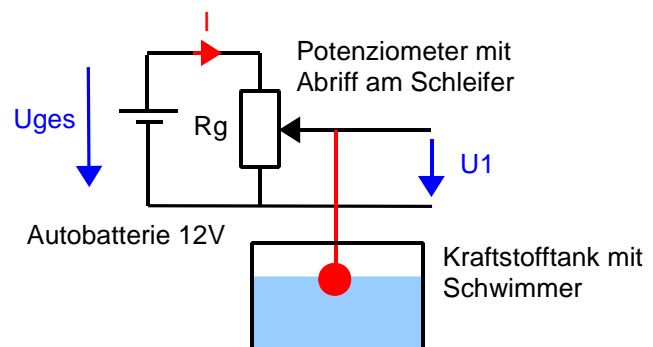 I
Potenziometer mit
Abriff am Schleifer
Uges
Rg
U1
Autobatterie 12V
Kraftstofftank mit
Schwimmer